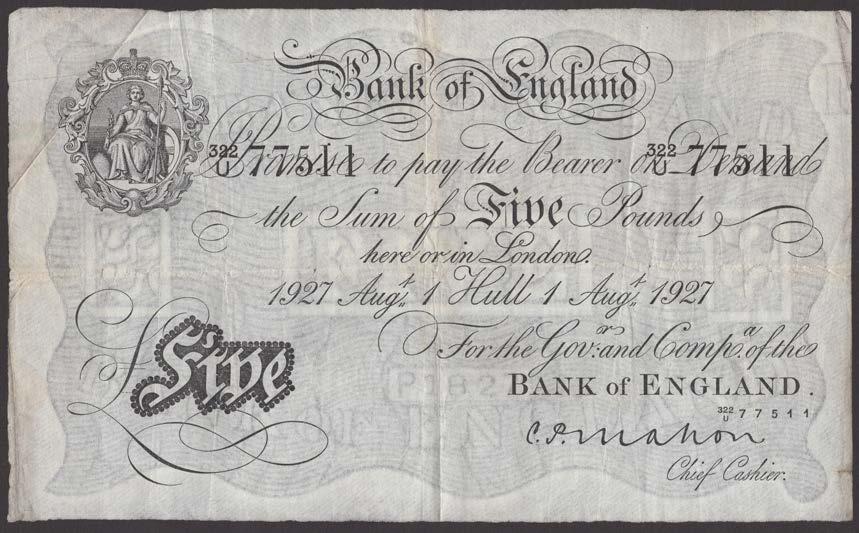 Bank of England
322/U 77511 322/U 77511
I Promise to pay the Bearer on Demand
the Sum of Five Pounds
here or in London.
1927 Augt. 1 Hull 1 Augt. 1927
For the Govr: and Compa. of the
BANK of ENGLAND.
£ Five
322/U 77511
C.P. Mahon
Chief Cashier.